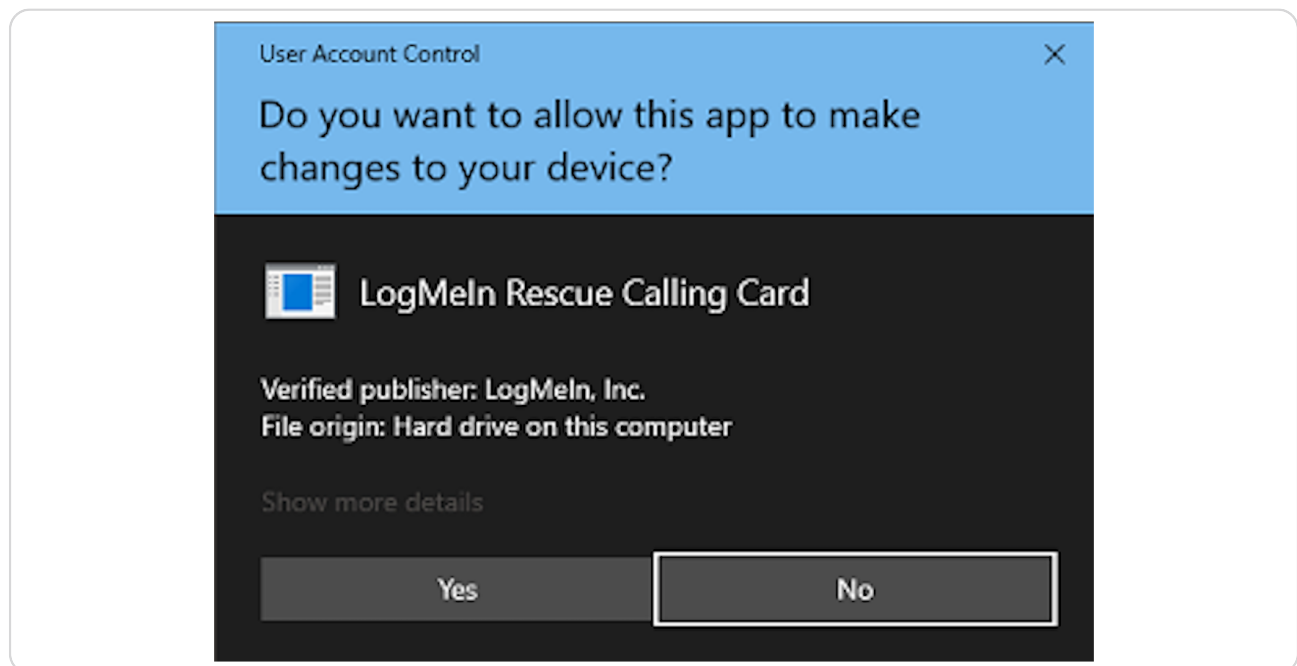 User Account Control
Do you want to allow this app to make
changes to your device?
LogMeIn Rescue Calling Card
Verified publisher: LogMeIn, Inc.
File origin: Hard drive on this computer
Show more details
Yes
No